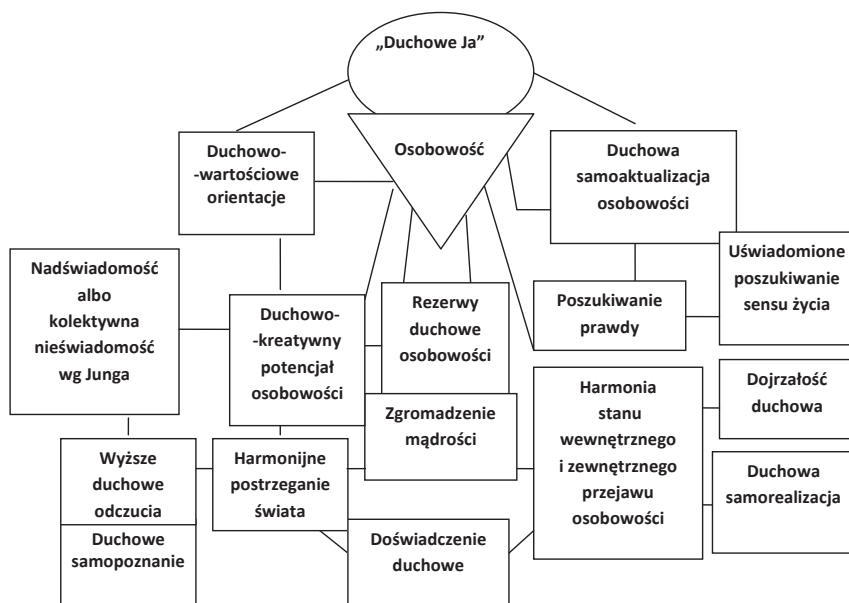 „Duchowe Ja”
Osobowość
Duchowo-
-wartościowe
orientacje
Duchowa
samoaktualizacja
osobowości
Nadświadomość
albo
kolektywna
nieświadomość
wg Junga
Duchowo-
-kreatywny
potencjał
osobowości
Rezerwy
duchowe
osobowości
Poszukiwanie
prawdy
Uświadomione
poszukiwanie
sensu życia
Zgromadzenie
mądrości
Harmonia
stanu
wewnętrznego
i zewnętrznego
przejawu
osobowości
Dojrzałość
duchowa
Wyższe
duchowe
odczucia
Harmonijne
postrzeganie
świata
Duchowa
samorealizacja
Duchowe
samopoznanie
Doświadczenie
duchowe